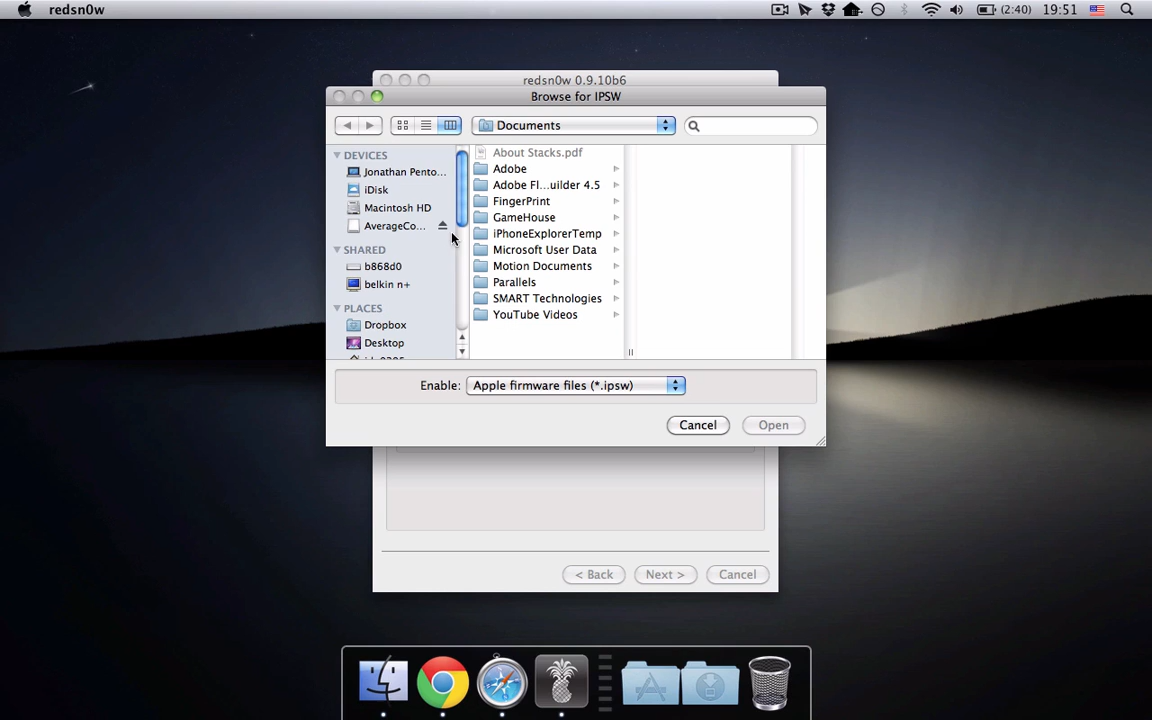 redsn0w
(2:40)
19:51
redsn0w 0.9.10b6
Browse for IPSW
Documents
DEVICES
Jonathan Pento...
iDisk
Macintosh HD
AverageCo...
SHARED
b868d0
belkin n+
PLACES
Dropbox
Desktop
About Stacks.pdf
Adobe
Adobe Fl...uilder 4.5
FingerPrint
GameHouse
iPhoneExplorerTemp
Microsoft User Data
Motion Documents
Parallels
SMART Technologies
YouTube Videos
Enable:
Apple firmware files (*.ipsw)
Cancel
Open
< Back
Next >
Cancel